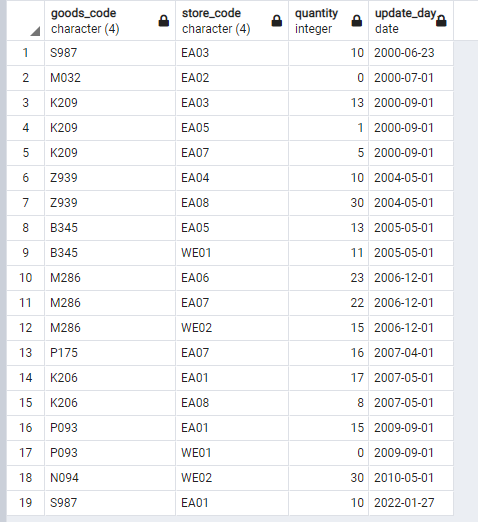 goods_code store_code quantity update_day
character (4) character (4) integer date
1 S987 EA03 10 2000-06-23
2 M032 EA02 0 2000-07-01
3 K209 EA03 13 2000-09-01
4 K209 EA05 1 2000-09-01
5 K209 EA07 5 2000-09-01
6 Z939 EA04 10 2004-05-01
7 Z939 EA08 30 2004-05-01
8 B345 EA05 13 2005-05-01
9 B345 WE01 11 2005-05-01
10 M286 EA06 23 2006-12-01
11 M286 EA07 22 2006-12-01
12 M286 WE02 15 2006-12-01
13 P175 EA07 16 2007-04-01
14 K206 EA01 17 2007-05-01
15 K206 EA08 8 2007-05-01
16 P093 EA01 15 2009-09-01
17 P093 WE01 0 2009-09-01
18 N094 WE02 30 2010-05-01
19 S987 EA01 10 2022-01-27